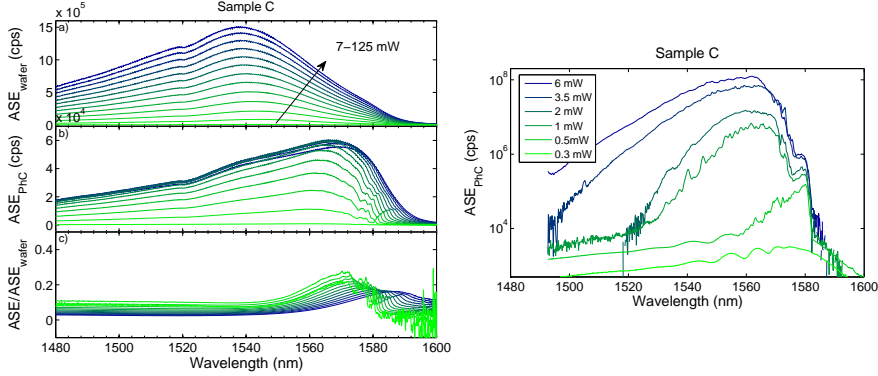 Sample C
x 10^5
a)
15
10
5
0
ASE_wafer (cps)
7–125 mW
x 10^4
b)
6
4
2
0
ASE_PhC (cps)
c)
0.4
0.2
0
ASE/ASE_wafer
1480 1500 1520 1540 1560 1580 1600
Wavelength (nm)
Sample C
10^8
10^6
10^4
ASE_PhC (cps)
6 mW
3.5 mW
2 mW
1 mW
0.5mW
0.3 mW
1480 1500 1520 1540 1560 1580 1600
Wavelength (nm)